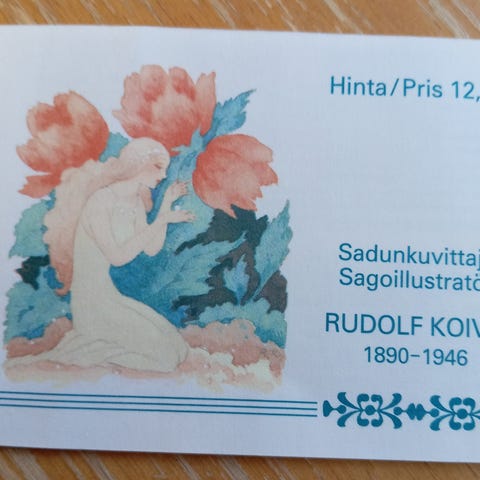 Hinta/Pris 12,
Sadunkuvittaj
Sagoillustratö
RUDOLF KOIV
1890-1946